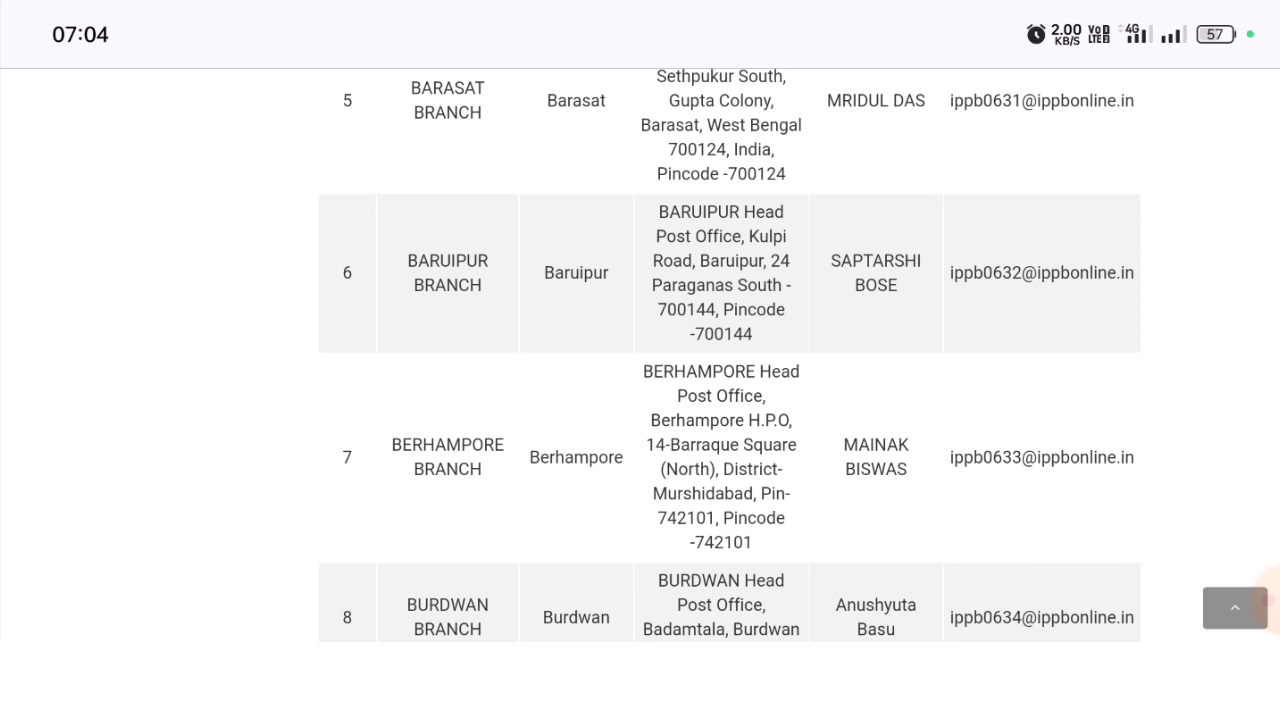 07:04
2.00
KB/S
VoD
LTE2
4G
57
Sethpukur South,
5
BARASAT
BRANCH
Barasat
Gupta Colony,
Barasat, West Bengal
700124, India,
Pincode -700124
MRIDUL DAS
ippb0631@ippbonline.in
6
BARUIPUR
BRANCH
Baruipur
BARUIPUR Head
Post Office, Kulpi
Road, Baruipur, 24
Paraganas South -
700144, Pincode
-700144
SAPTARSHI
BOSE
ippb0632@ippbonline.in
7
BERHAMPORE
BRANCH
Berhampore
BERHAMPORE Head
Post Office,
Berhampore H.P.O,
14-Barraque Square
(North), District-
Murshidabad, Pin-
742101, Pincode
-742101
MAINAK
BISWAS
ippb0633@ippbonline.in
8
BURDWAN
BRANCH
Burdwan
BURDWAN Head
Post Office,
Badamtala, Burdwan
Anushyuta
Basu
ippb0634@ippbonline.in